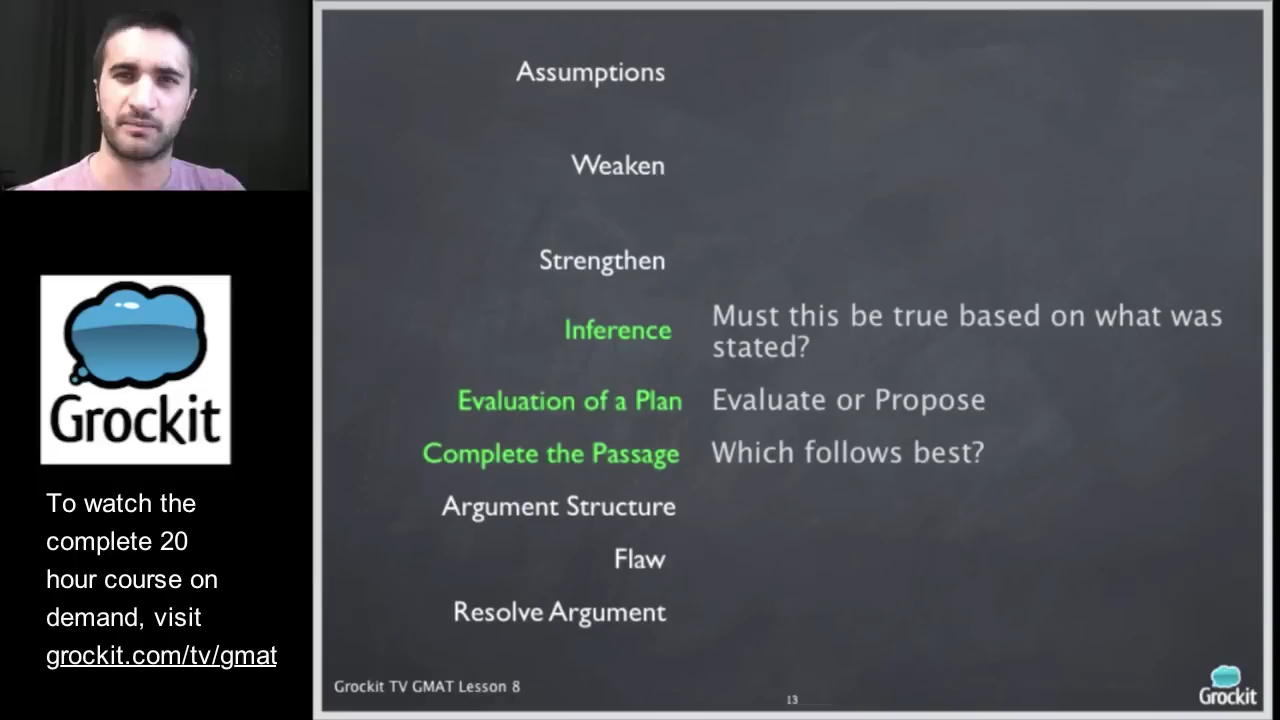 Assumptions
Weaken
Strengthen
Inference
Must this be true based on what was
stated?
Evaluation of a Plan
Evaluate or Propose
Complete the Passage
Which follows best?
Argument Structure
Flaw
Resolve Argument
Grockit TV GMAT Lesson 8
13
Grockit
Grockit
To watch the
complete 20
hour course on
demand, visit
grockit.com/tv/gmat